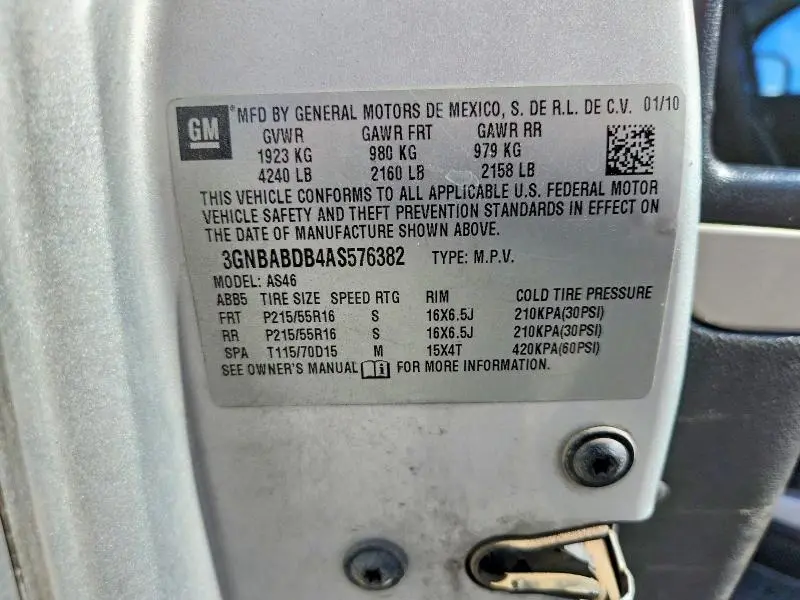 GM
® MFD BY GENERAL MOTORS DE MEXICO, S. DE R.L. DE C.V. 01/10
GVWR GAWR FRT GAWR RR
1923 KG 980 KG 979 KG
4240 LB 2160 LB 2158 LB
THIS VEHICLE CONFORMS TO ALL APPLICABLE U.S. FEDERAL MOTOR
VEHICLE SAFETY AND THEFT PREVENTION STANDARDS IN EFFECT ON
THE DATE OF MANUFACTURE SHOWN ABOVE.
3GNBABDB4AS576382 TYPE: M.P.V.
MODEL: AS46
ABB5 TIRE SIZE SPEED RTG RIM COLD TIRE PRESSURE
FRT P215/55R16 S 16X6.5J 210KPA(30PSI)
RR P215/55R16 S 16X6.5J 210KPA(30PSI)
SPA T115/70D15 M 15X4T 420KPA(60PSI)
SEE OWNER'S MANUAL FOR MORE INFORMATION.